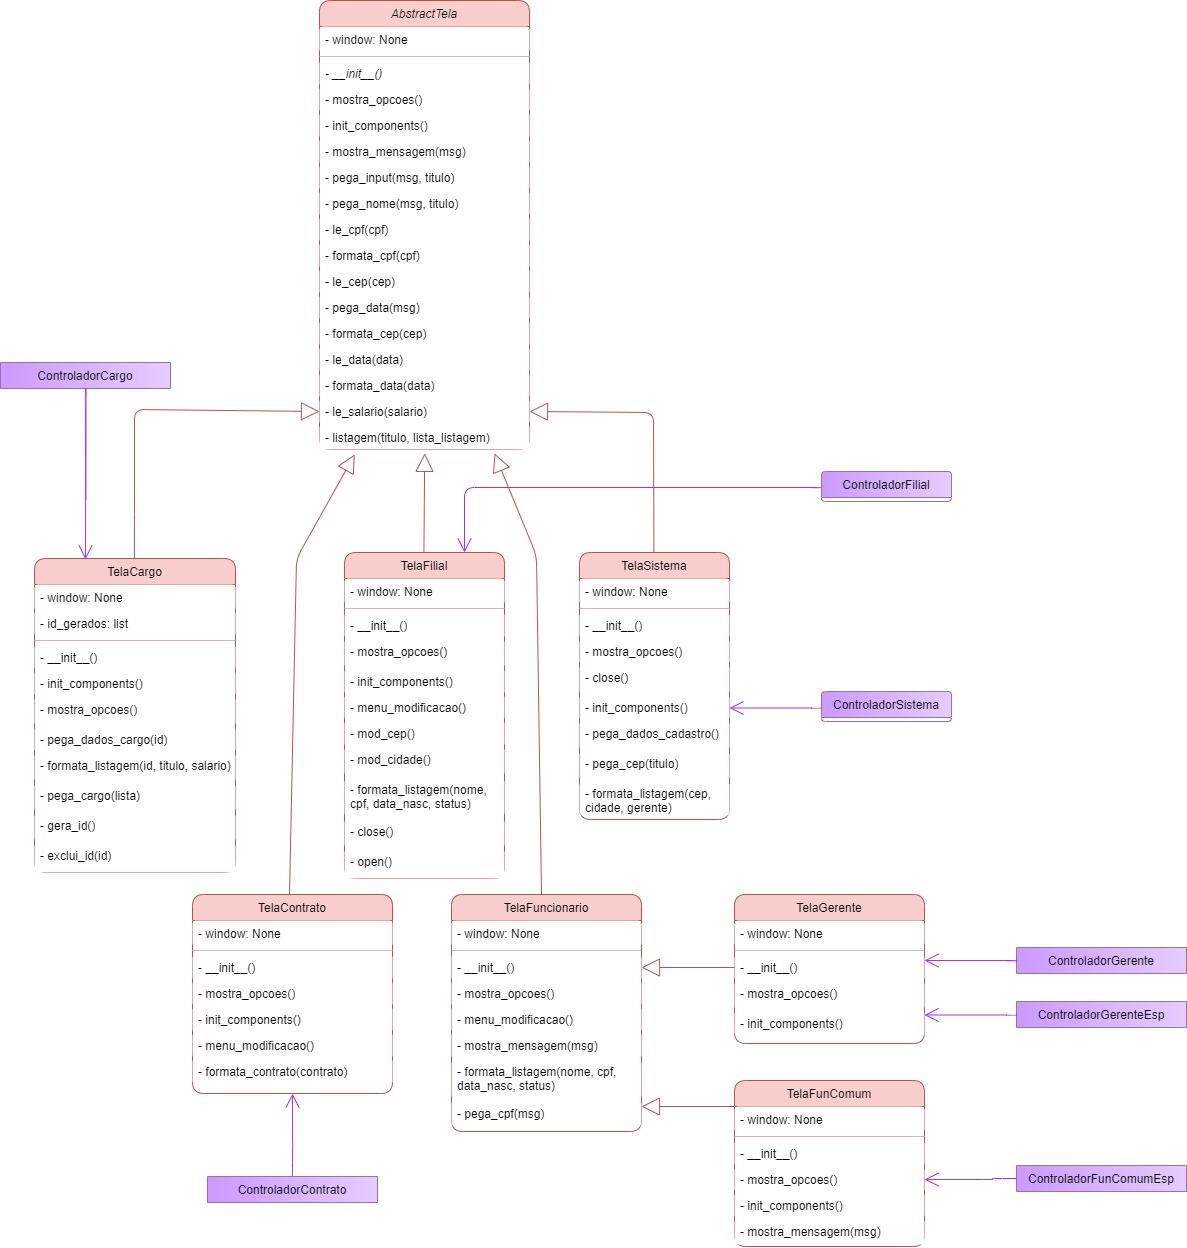 AbstractTela
- window: None
- __init__()
- mostra_opcoes()
- init_components()
- mostra_mensagem(msg)
- pega_input(msg, titulo)
- pega_nome(msg, titulo)
- le_cpf(cpf)
- formata_cpf(cpf)
- le_cep(cep)
- pega_data(msg)
- formata_cep(cep)
- le_data(data)
- formata_data(data)
- le_salario(salario)
- listagem(titulo, lista_listagem)
ControladorCargo
ControladorFilial
TelaCargo
- window: None
- id_gerados: list
- __init__()
- init_components()
- mostra_opcoes()
- pega_dados_cargo(id)
- formata_listagem(id, titulo, salario)
- pega_cargo(lista)
- gera_id()
- exclui_id(id)
TelaFilial
- window: None
- __init__()
- mostra_opcoes()
- init_components()
- menu_modificacao()
- mod_cep()
- mod_cidade()
- formata_listagem(nome,
cpf, data_nasc, status)
- close()
- open()
TelaSistema
- window: None
- __init__()
- mostra_opcoes()
- close()
- init_components()
- pega_dados_cadastro()
- pega_cep(titulo)
- formata_listagem(cep,
cidade, gerente)
ControladorSistema
TelaContrato
- window: None
- __init__()
- mostra_opcoes()
- init_components()
- menu_modificacao()
- formata_contrato(contrato)
ControladorContrato
TelaFuncionario
- window: None
- __init__()
- mostra_opcoes()
- menu_modificacao()
- mostra_mensagem(msg)
- formata_listagem(nome, cpf,
data_nasc, status)
- pega_cpf(msg)
TelaGerente
- window: None
- __init__()
- mostra_opcoes()
- init_components()
ControladorGerente
ControladorGerenteEsp
TelaFunComum
- window: None
- __init__()
- mostra_opcoes()
- init_components()
- mostra_mensagem(msg)
ControladorFunComumEsp